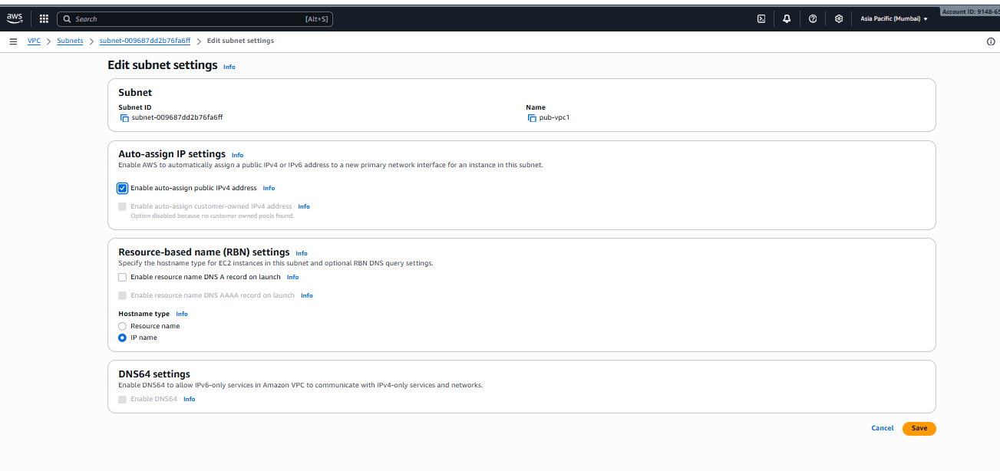 aws
Search [Alt+S]
Asia Pacific (Mumbai)
Account ID: 9148-65
VPC > Subnets > subnet-009687dd2b76fa6ff > Edit subnet settings
Edit subnet settings Info
Subnet
Subnet ID
subnet-009687dd2b76fa6ff
Name
pub-vpc1
Auto-assign IP settings Info
Enable AWS to automatically assign a public IPv4 or IPv6 address to a new primary network interface for an instance in this subnet.
Enable auto-assign public IPv4 address Info
Enable auto-assign customer-owned IPv4 address Info
Option disabled because no customer owned pools found.
Resource-based name (RBN) settings Info
Specify the hostname type for EC2 instances in this subnet and optional RBN DNS query settings.
Enable resource name DNS A record on launch Info
Enable resource name DNS AAAA record on launch Info
Hostname type Info
Resource name
IP name
DNS64 settings
Enable DNS64 to allow IPv6-only services in Amazon VPC to communicate with IPv4-only services and networks.
Enable DNS64 Info
Cancel Save